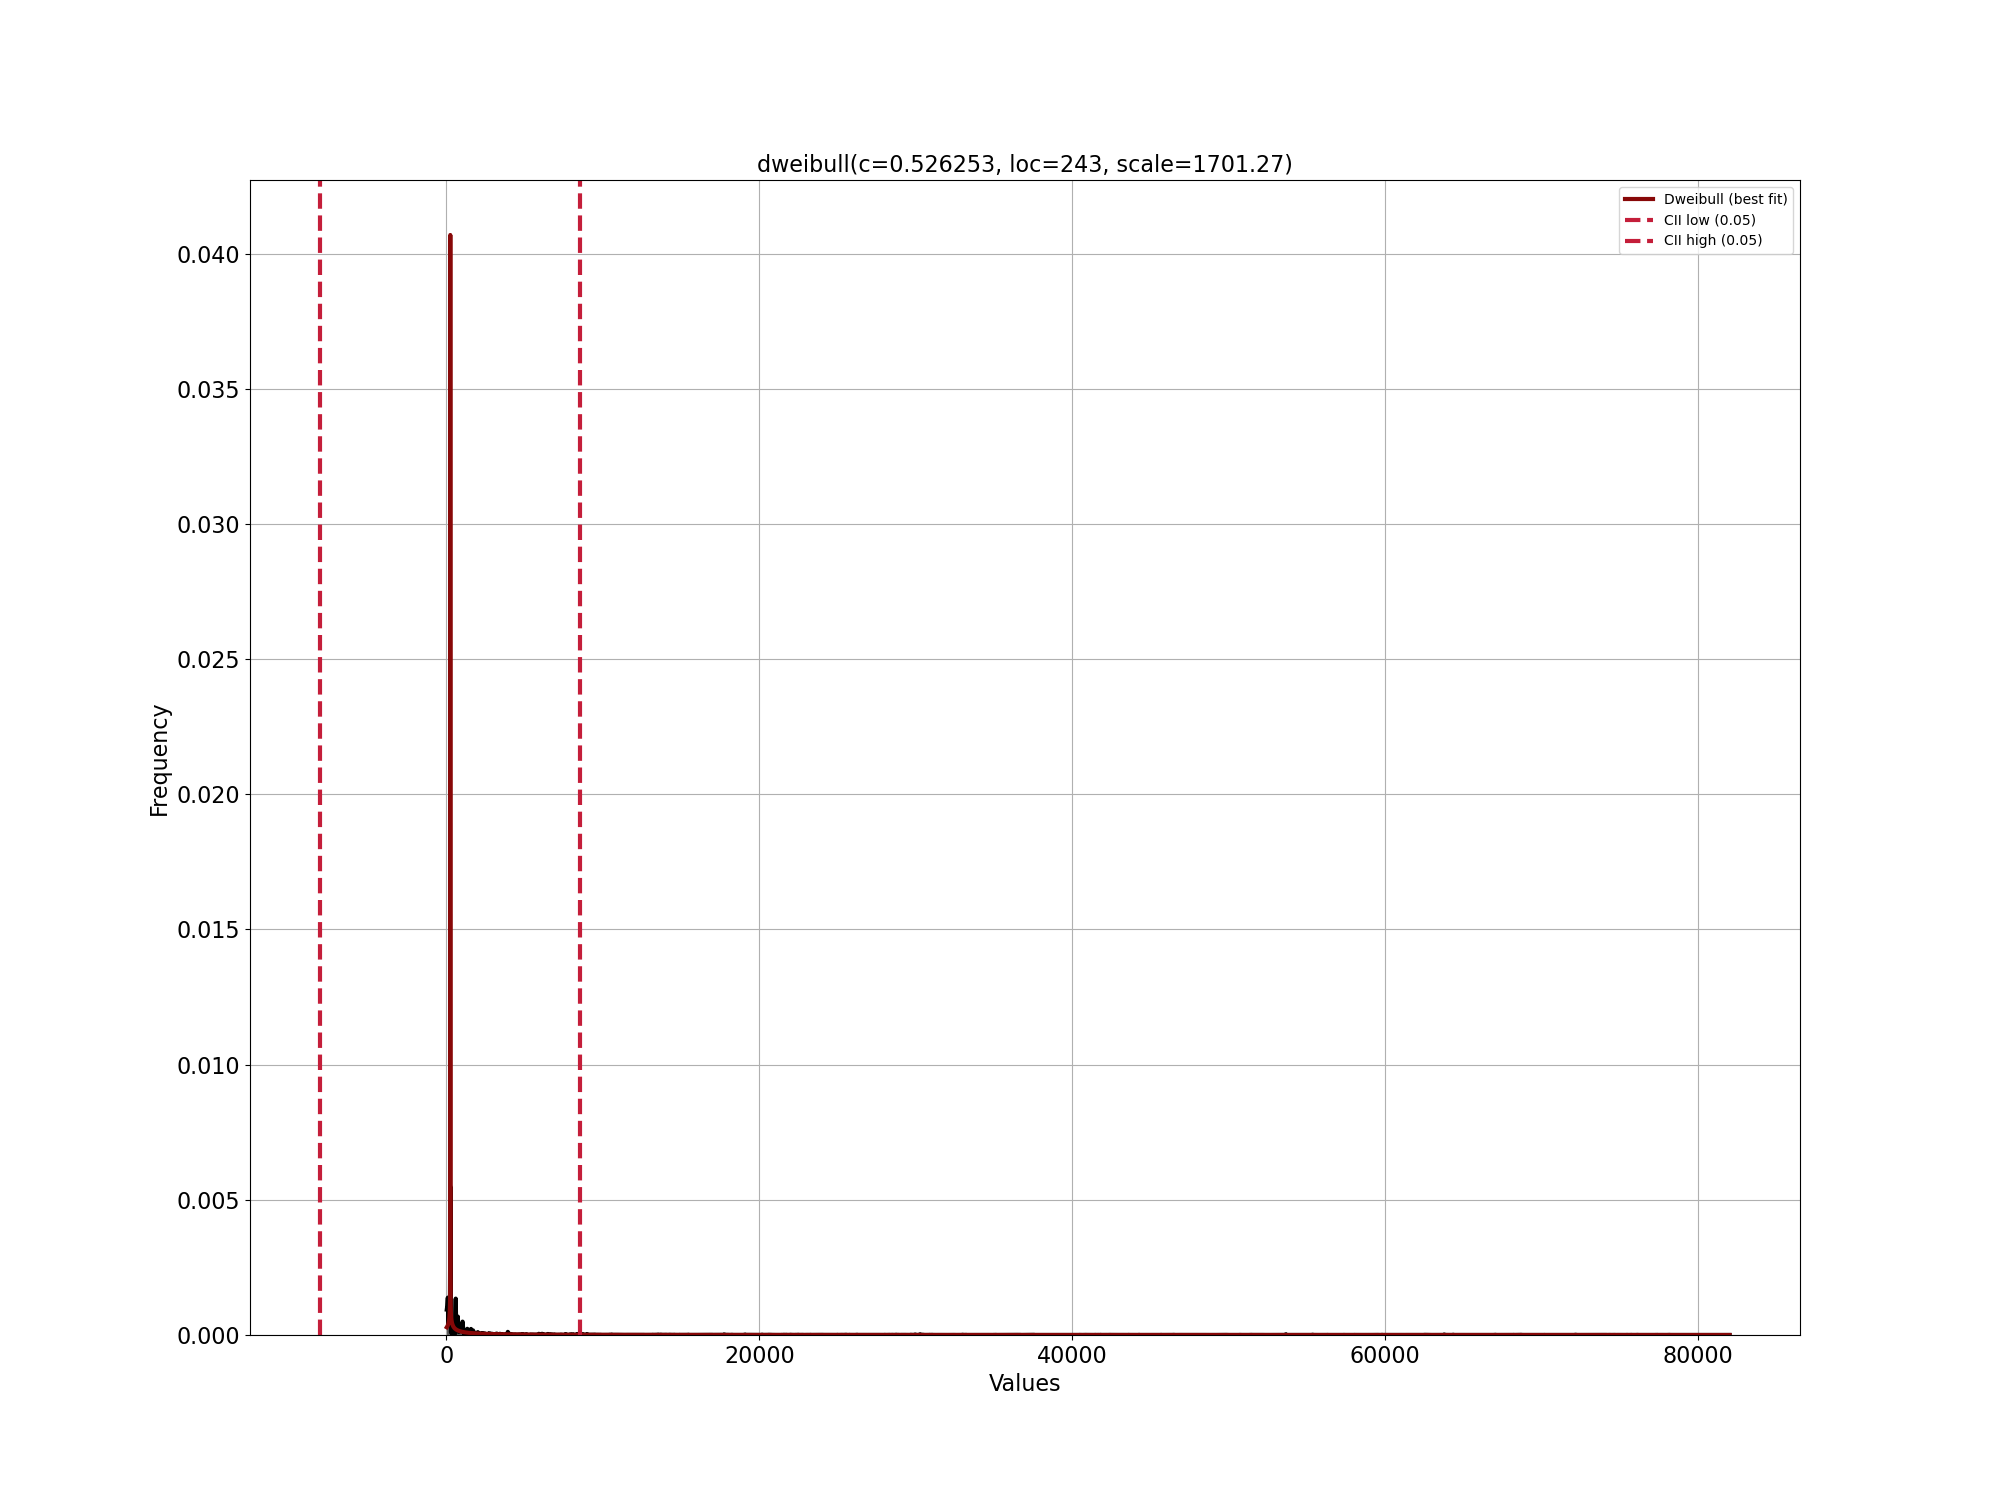 dweibull(c=0.526253, loc=243, scale=1701.27)
Dweibull (best fit)
CII low (0.05)
CII high (0.05)
0.040
0.035
0.030
0.025
0.020
0.015
0.010
0.005
0.000
Frequency
0 20000 40000 60000 80000
Values